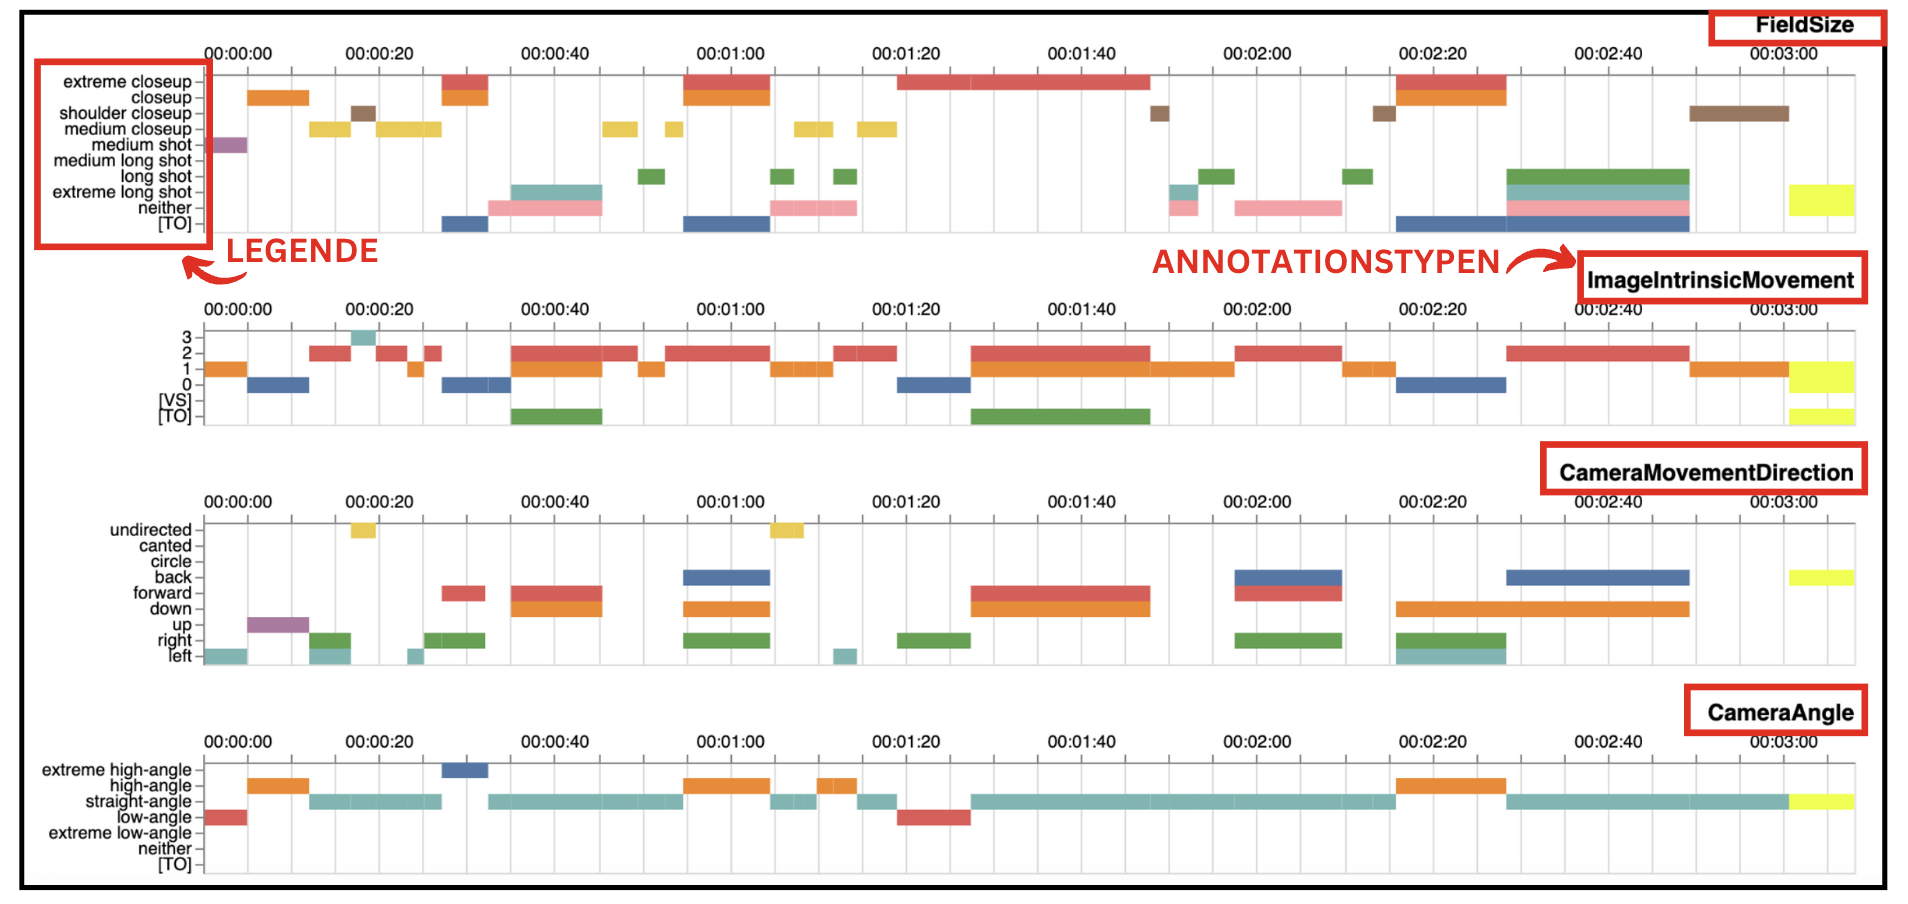 FieldSize
00:00:00 00:00:20 00:00:40 00:01:00 00:01:20 00:01:40 00:02:00 00:02:20 00:02:40 00:03:00
extreme closeup
closeup
shoulder closeup
medium closeup
medium shot
medium long shot
long shot
extreme long shot
neither
[TO]
LEGENDE
ANNOTATIONSTYPEN
ImageIntrinsicMovement
00:00:00 00:00:20 00:00:40 00:01:00 00:01:20 00:01:40 00:02:00 00:02:20 00:02:40 00:03:00
3
2
1
0
[VS]
[TO]
CameraMovementDirection
00:00:00 00:00:20 00:00:40 00:01:00 00:01:20 00:01:40 00:02:00 00:02:20 00:02:40 00:03:00
undirected
canted
circle
back
forward
down
up
right
left
CameraAngle
00:00:00 00:00:20 00:00:40 00:01:00 00:01:20 00:01:40 00:02:00 00:02:20 00:02:40 00:03:00
extreme high-angle
high-angle
straight-angle
low-angle
extreme low-angle
neither
[TO]